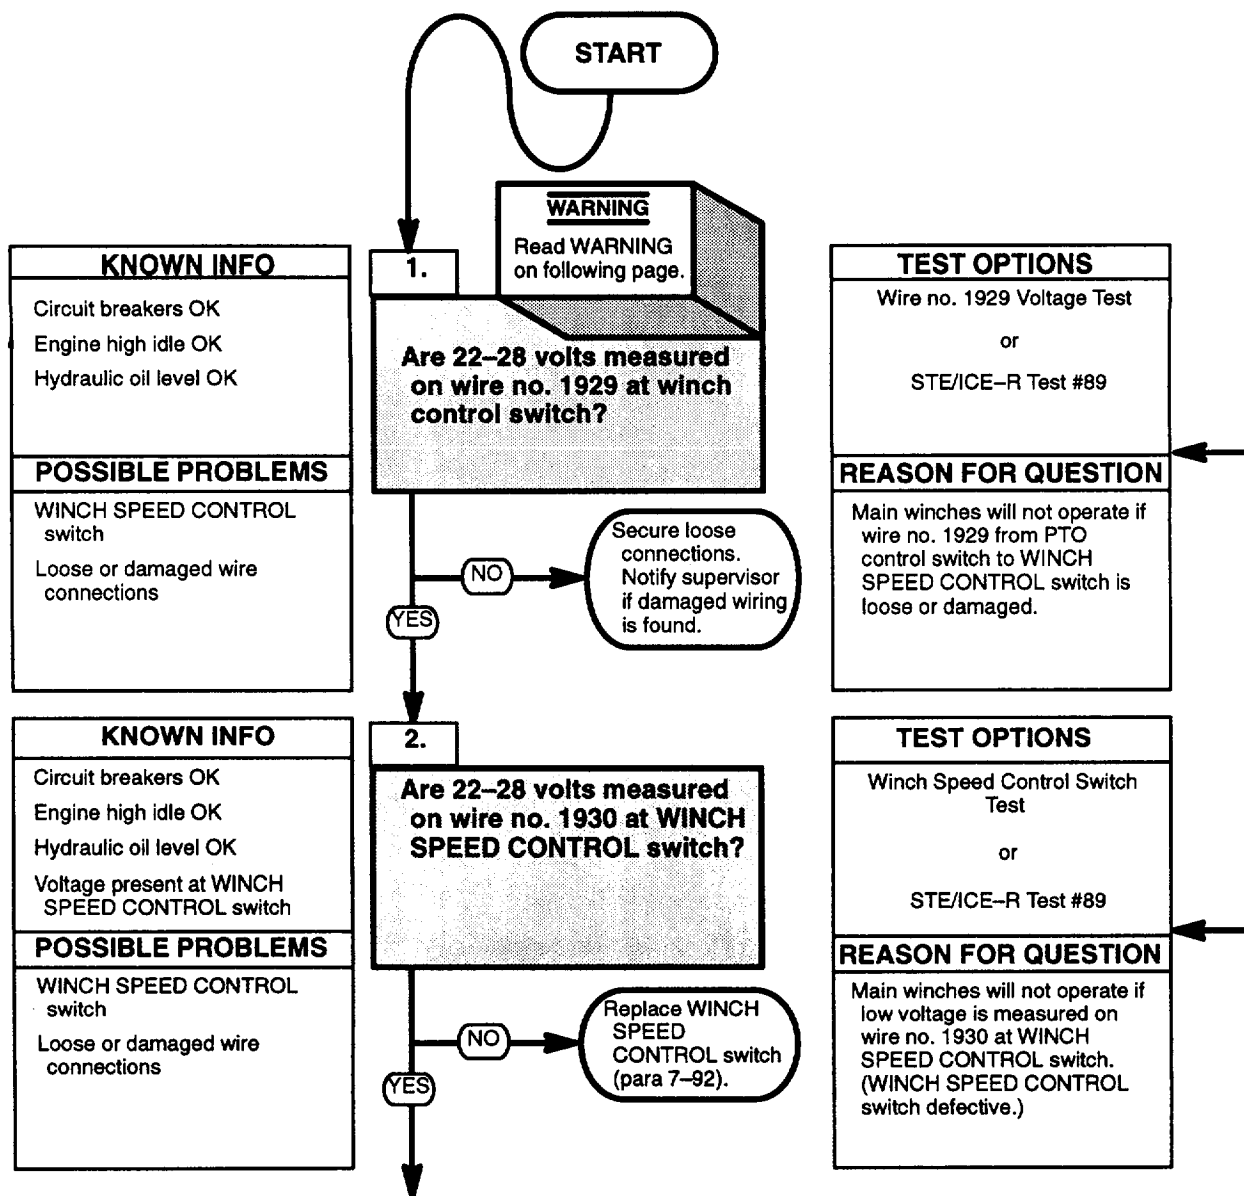 START
WARNING
Read WARNING
on following page.
KNOWN INFO
Circuit breakers OK
Engine high idle OK
Hydraulic oil level OK
POSSIBLE PROBLEMS
WINCH SPEED CONTROL
switch
Loose or damaged wire
connections
1.
Are 22–28 volts measured
on wire no. 1929 at winch
control switch?
NO
Secure loose
connections.
Notify supervisor
if damaged wiring
is found.
YES
TEST OPTIONS
Wire no. 1929 Voltage Test
or
STE/ICE–R Test #89
REASON FOR QUESTION
Main winches will not operate if
wire no. 1929 from PTO
control switch to WINCH
SPEED CONTROL switch is
loose or damaged.
KNOWN INFO
Circuit breakers OK
Engine high idle OK
Hydraulic oil level OK
Voltage present at WINCH
SPEED CONTROL switch
POSSIBLE PROBLEMS
WINCH SPEED CONTROL
switch
Loose or damaged wire
connections
2.
Are 22–28 volts measured
on wire no. 1930 at WINCH
SPEED CONTROL switch?
NO
Replace WINCH
SPEED
CONTROL switch
(para 7–92).
YES
TEST OPTIONS
Winch Speed Control Switch
Test
or
STE/ICE–R Test #89
REASON FOR QUESTION
Main winches will not operate if
low voltage is measured on
wire no. 1930 at WINCH
SPEED CONTROL switch.
(WINCH SPEED CONTROL
switch defective.)